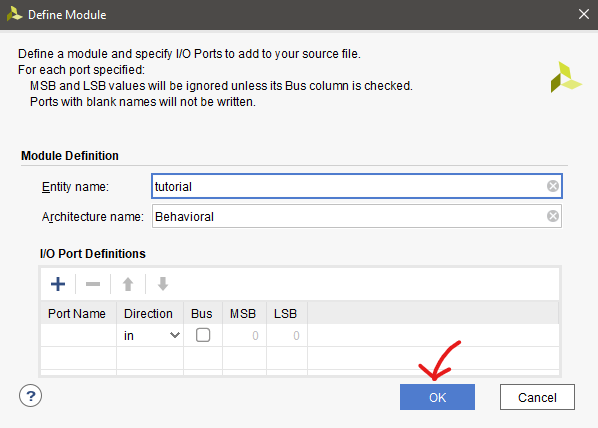 Define Module
Define a module and specify I/O Ports to add to your source file.
For each port specified:
MSB and LSB values will be ignored unless its Bus column is checked.
Ports with blank names will not be written.
Module Definition
Entity name: tutorial
Architecture name: Behavioral
I/O Port Definitions
Port Name Direction Bus MSB LSB
in 0 0
? OK Cancel